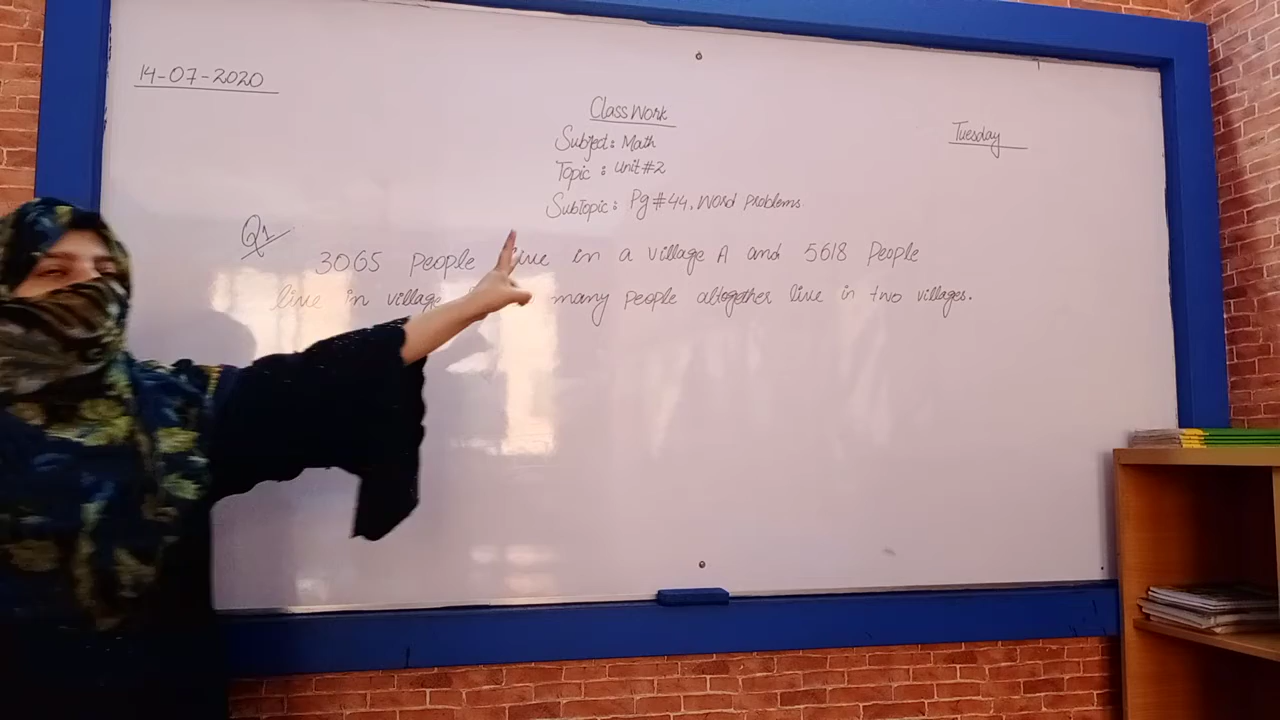 14-07-2020
Class Work
Tuesday
Subject: Math
Topic: Unit #2
SubTopic: Pg #44. Word Problems
Q1 3065 people live in a village A and 5618 People
live in village many people altogether live in two villages.